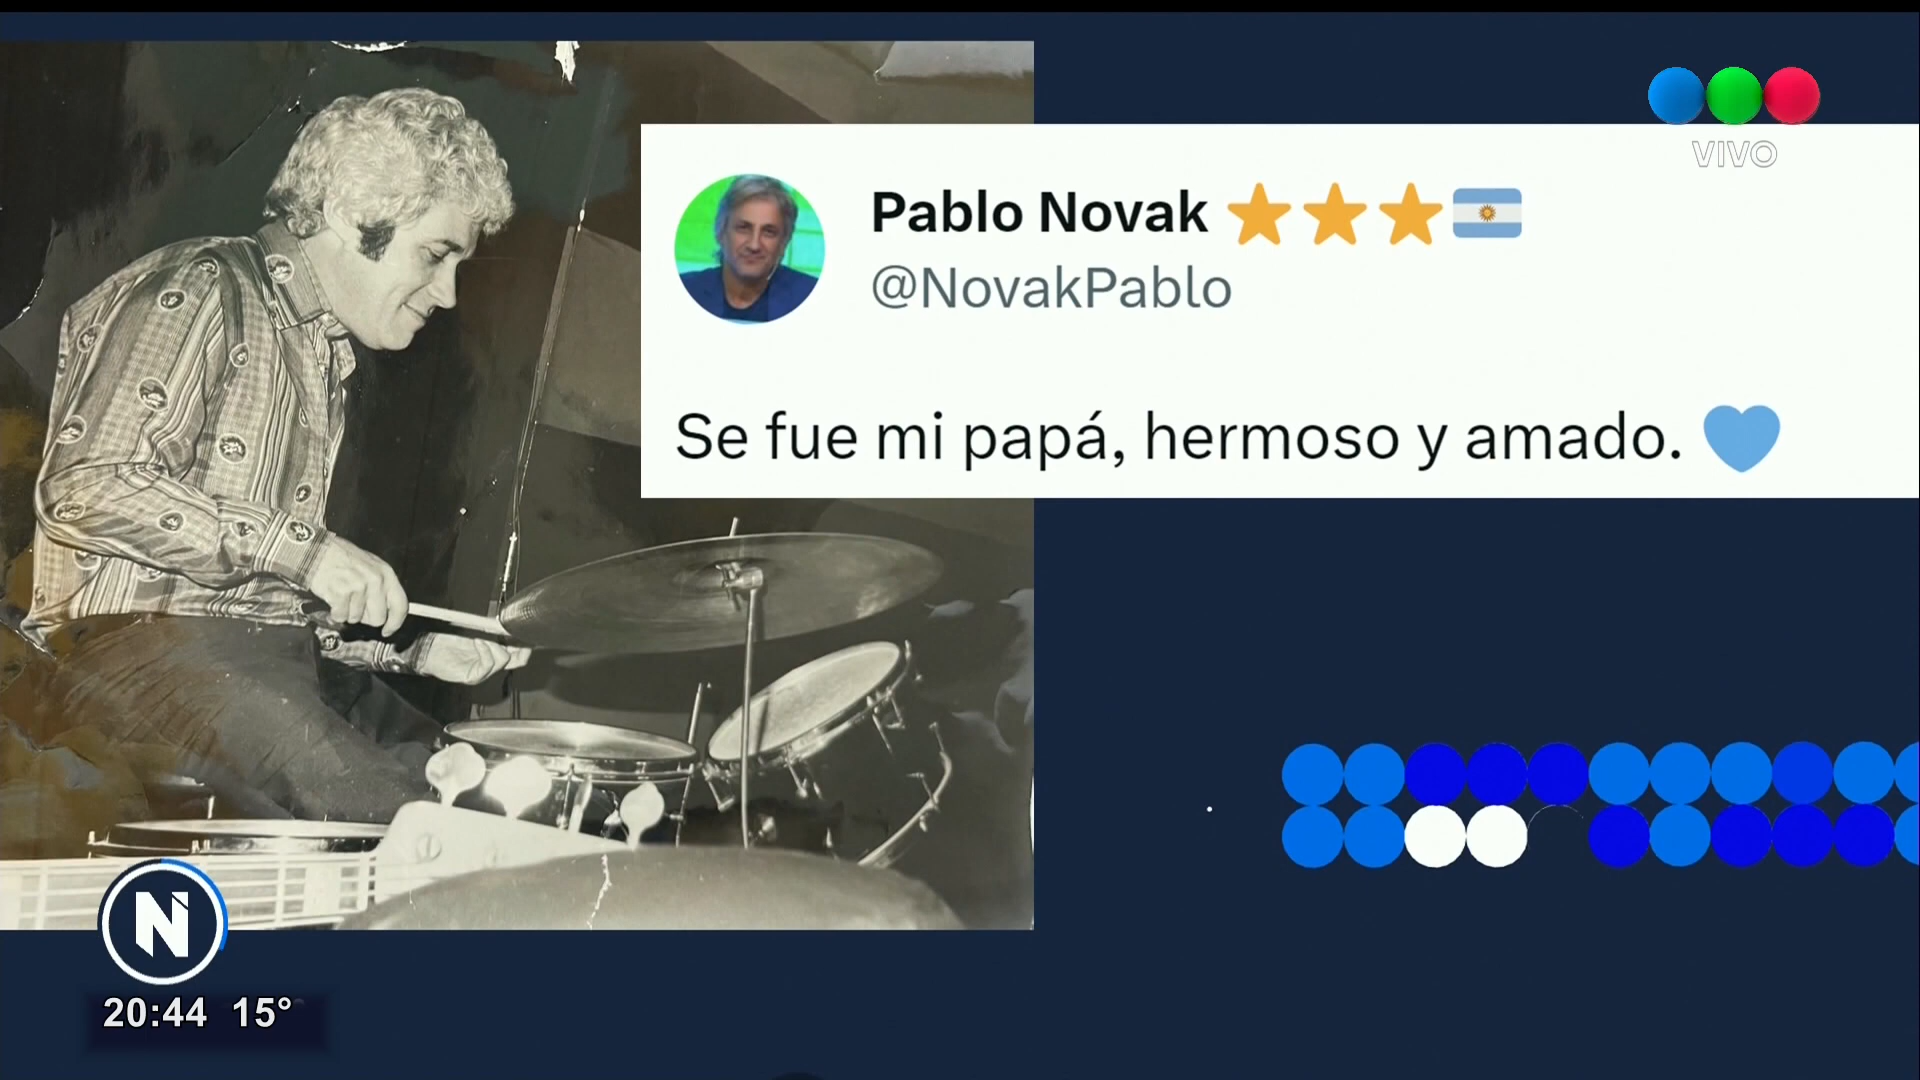 VIVO
Pablo Novak ⭐⭐⭐🇦🇷
@NovakPablo
Se fue mi papá, hermoso y amado. 💙
N
20:44 15°